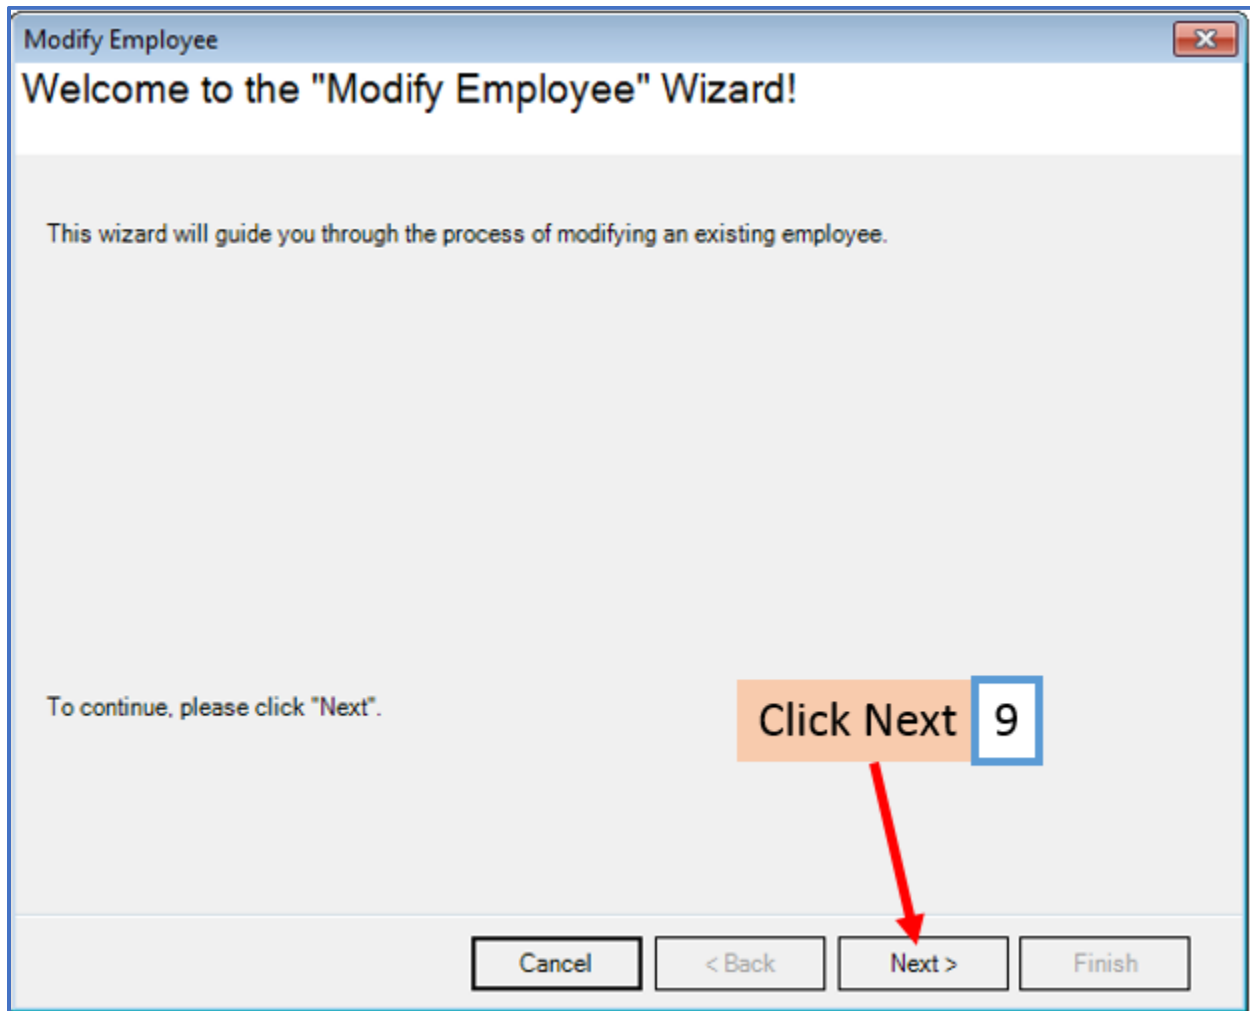 Modify Employee
Welcome to the "Modify Employee" Wizard!
This wizard will guide you through the process of modifying an existing employee.
To continue, please click "Next".
Click Next 9
Cancel < Back Next > Finish